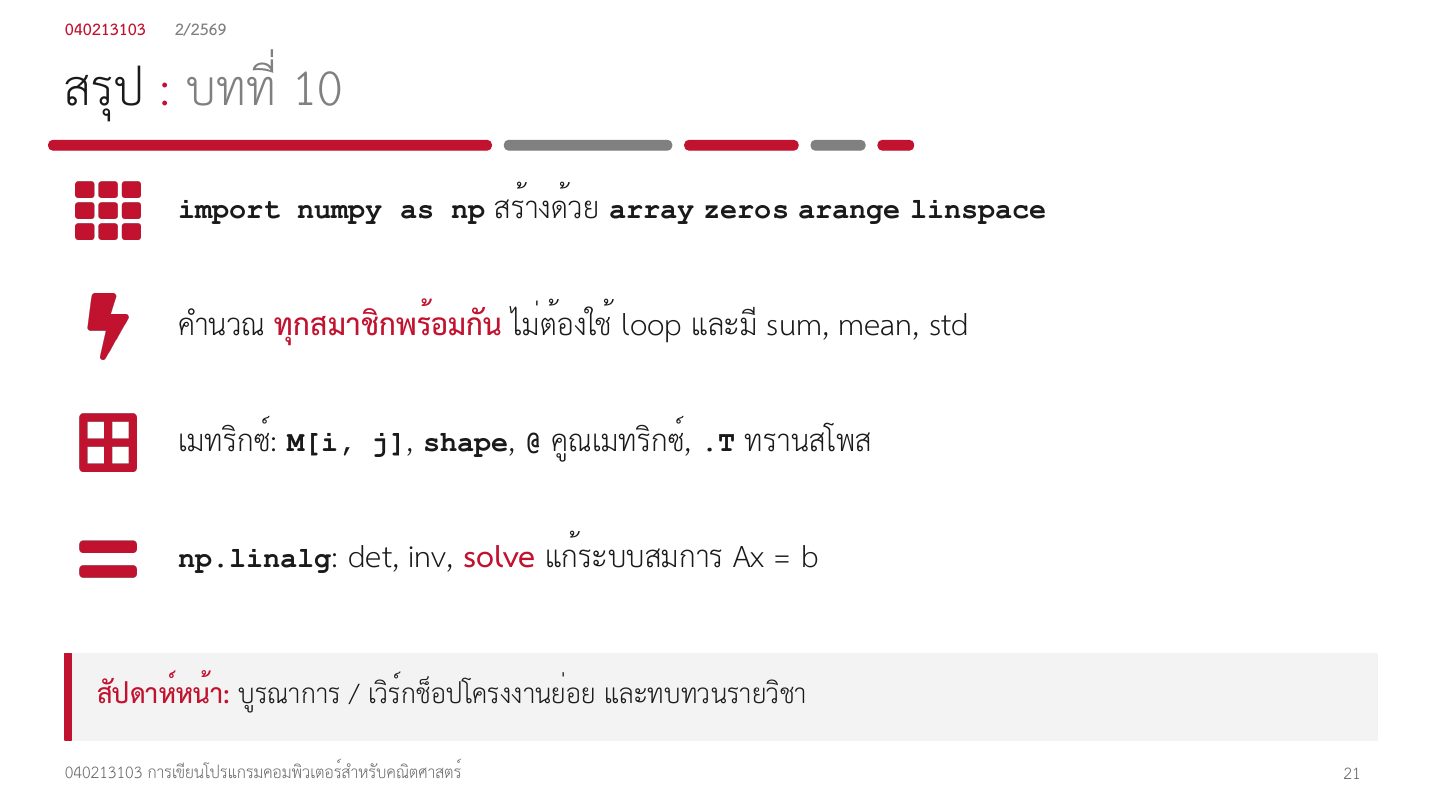 040213103 2/2569
สรุป : บทที่ 10
import numpy as np สร้างด้วย array zeros arange linspace
คำนวณ ทุกสมาชิกพร้อมกัน ไม่ต้องใช้ loop และมี sum, mean, std
เมทริกซ์: M[i, j], shape, @ คูณเมทริกซ์, .T ทรานสโพส
np.linalg: det, inv, solve แก้ระบบสมการ Ax = b
สัปดาห์หน้า: บูรณาการ / เวิร์กช็อปโครงงานย่อย และทบทวนรายวิชา
040213103 การเขียนโปรแกรมคอมพิวเตอร์สำหรับคณิตศาสตร์ 21